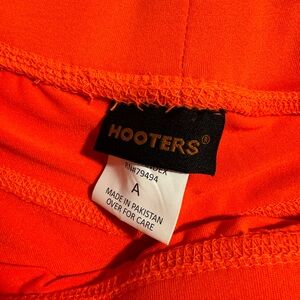 HOOTERS®
RN#79494
A
MADE IN PAKISTAN
OVER FOR CARE